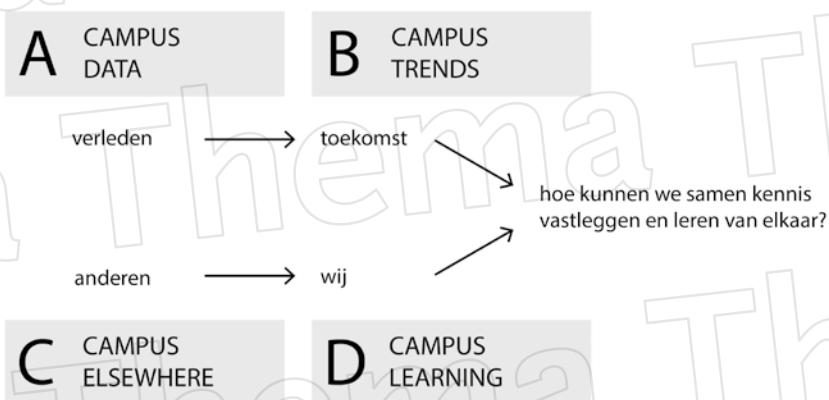 A CAMPUS
DATA
B CAMPUS
TRENDS
verleden
toekomst
hoe kunnen we samen kennis
vastleggen en leren van elkaar?
anderen
wij
C CAMPUS
ELSEWHERE
D CAMPUS
LEARNING
Thema